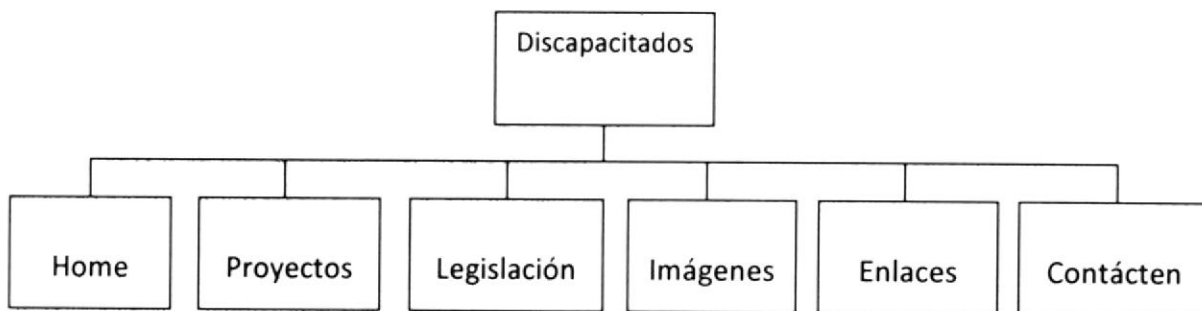 Discapacitados
Home
Proyectos
Legislación
Imágenes
Enlaces
Contácten